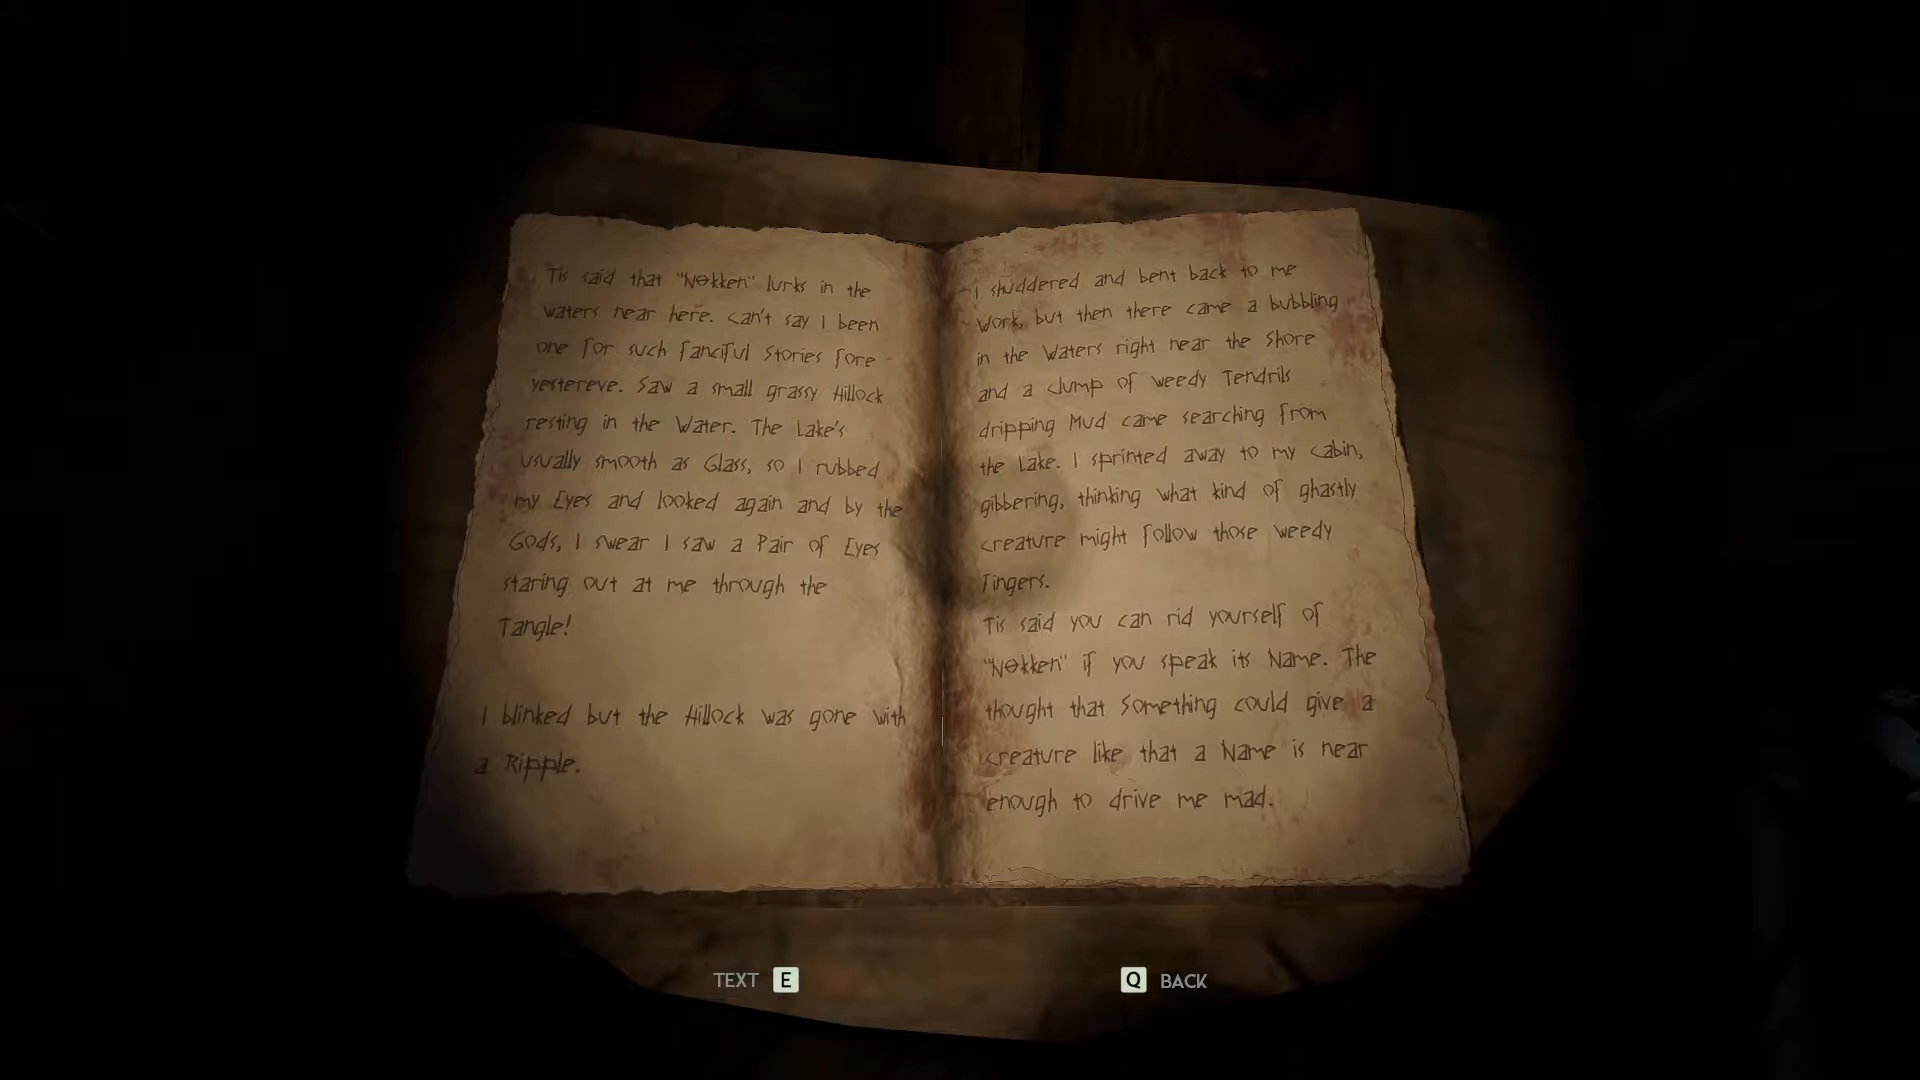 Tis said that "Nøkken" lurks in the
waters near here. Can't say I been
one for such fanciful Stories fore
yestereve. Saw a small grassy Hillock
resting in the Water. The Lake's
usually smooth as Glass, so I rubbed
my Eyes and looked again and by the
Gods, I swear I saw a Pair of Eyes
staring out at me through the
Tangle!
I blinked but the Hillock was gone with
a Ripple.
I shuddered and bent back to me
Work, but then there came a bubbling
in the Waters right near the Shore
and a clump of weedy Tendrils
dripping Mud came searching from
the Lake. I sprinted away to my Cabin,
gibbering, thinking what kind of ghastly
creature might follow those weedy
Fingers.
Tis said you can rid yourself of
"Nøkken" if you speak its Name. The
thought that Something could give a
creature like that a Name is near
enough to drive me mad.
TEXT E
Q BACK